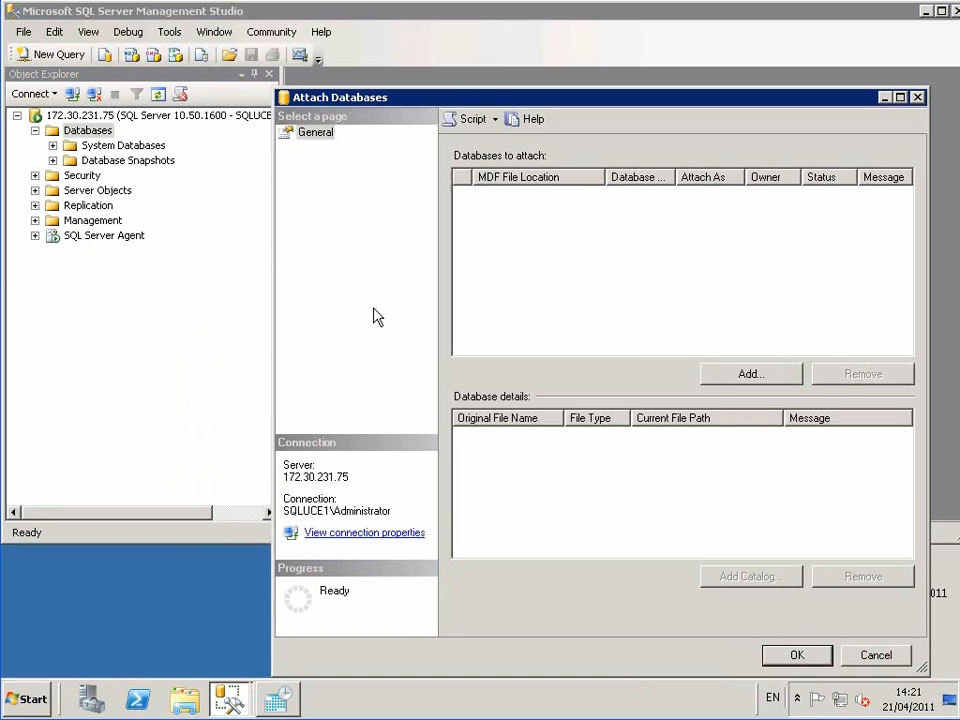 Microsoft SQL Server Management Studio
File Edit View Debug Tools Window Community Help
New Query
Object Explorer
Connect
172.30.231.75 (SQL Server 10.50.1600 - SQLUCE
Databases
System Databases
Database Snapshots
Security
Server Objects
Replication
Management
SQL Server Agent
Ready
Attach Databases
Select a page
General
Script Help
Databases to attach:
MDF File Location Database ... Attach As Owner Status Message
Add... Remove
Database details:
Original File Name File Type Current File Path Message
Add Catalog... Remove
Connection
Server:
172.30.231.75
Connection:
SQLUCE1\Administrator
View connection properties
Progress
Ready
OK Cancel
011
Start
EN
14:21
21/04/2011